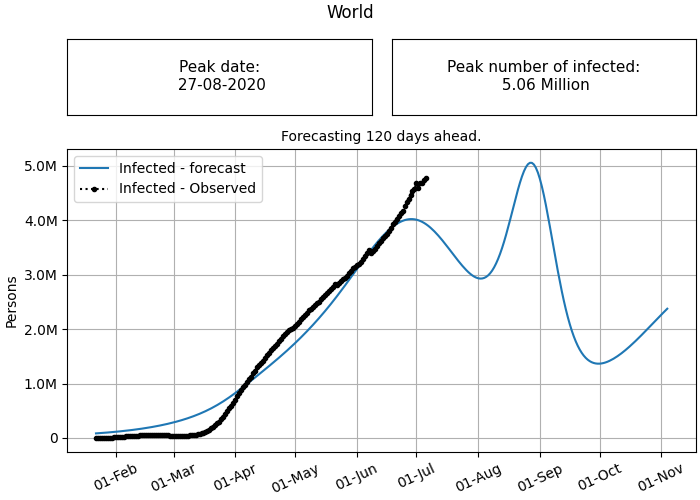 World
Peak date:
27-08-2020
Peak number of infected:
5.06 Million
Forecasting 120 days ahead.
Infected - forecast
Infected - Observed
5.0M
4.0M
3.0M
2.0M
1.0M
0
Persons
01-Feb
01-Mar
01-Apr
01-May
01-Jun
01-Jul
01-Aug
01-Sep
01-Oct
01-Nov